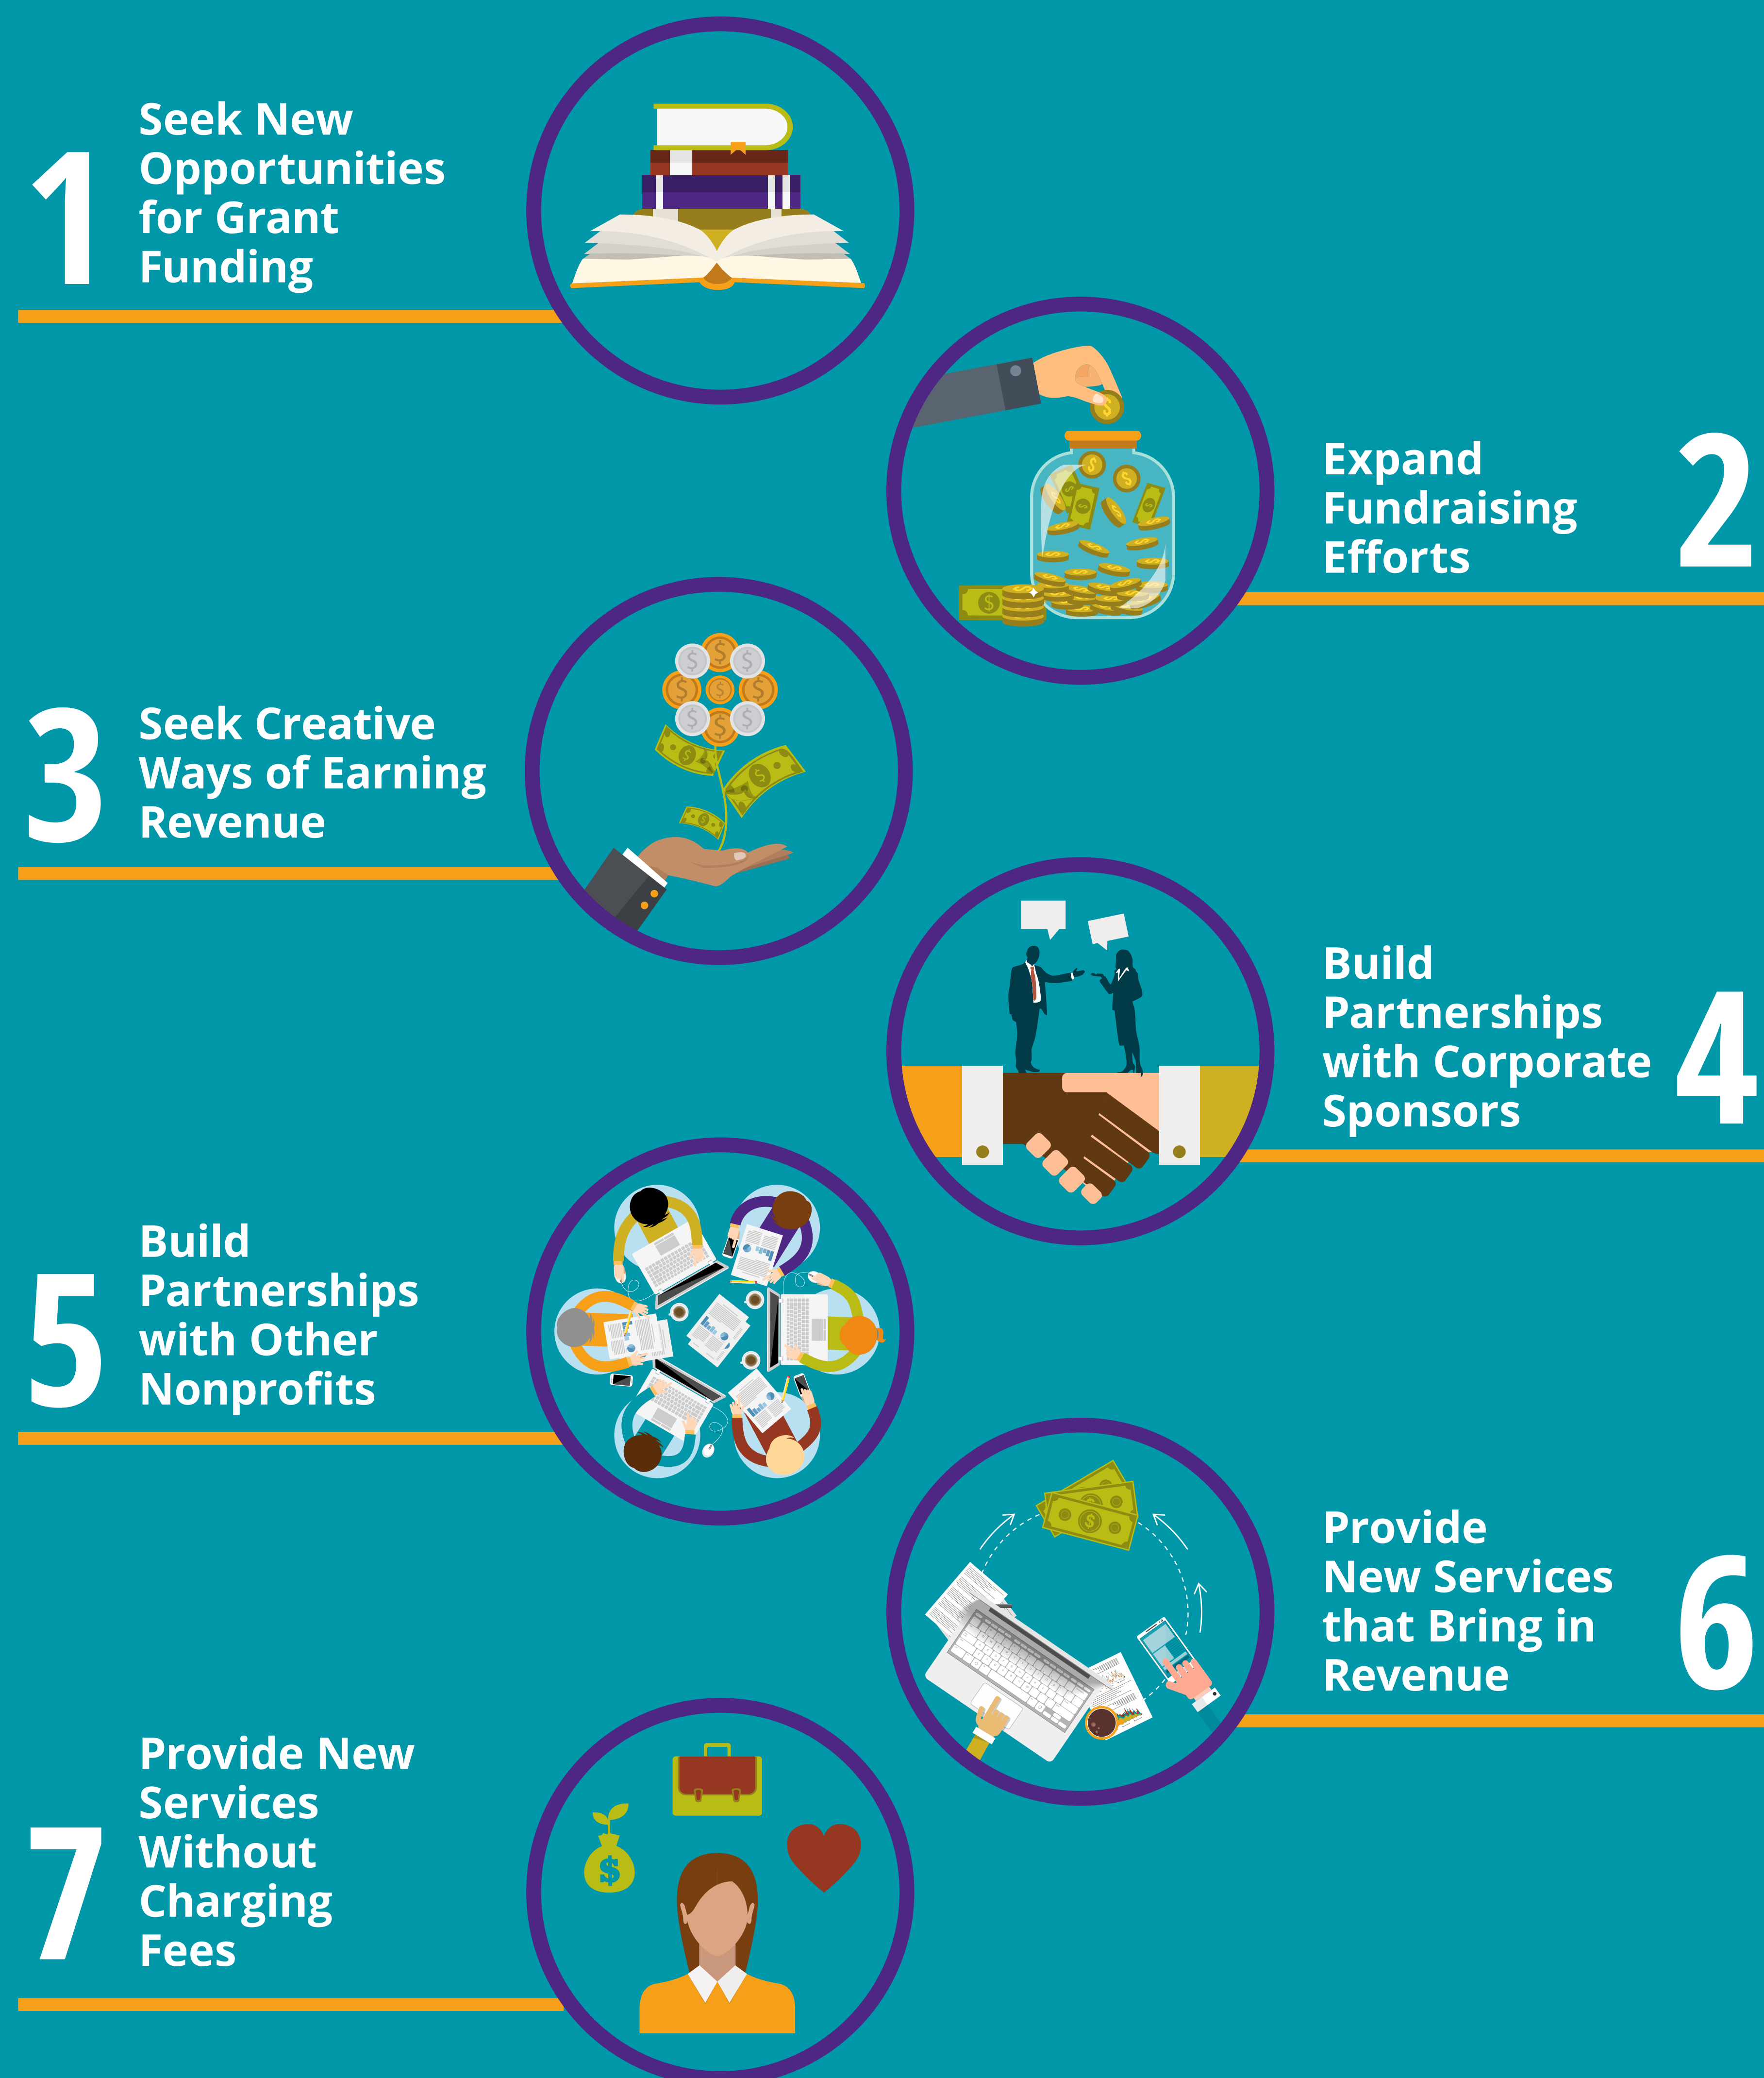 1
Seek New
Opportunities
for Grant
Funding
2
Expand
Fundraising
Efforts
3
Seek Creative
Ways of Earning
Revenue
4
Build
Partnerships
with Corporate
Sponsors
5
Build
Partnerships
with Other
Nonprofits
6
Provide
New Services
that Bring in
Revenue
7
Provide New
Services
Without
Charging
Fees